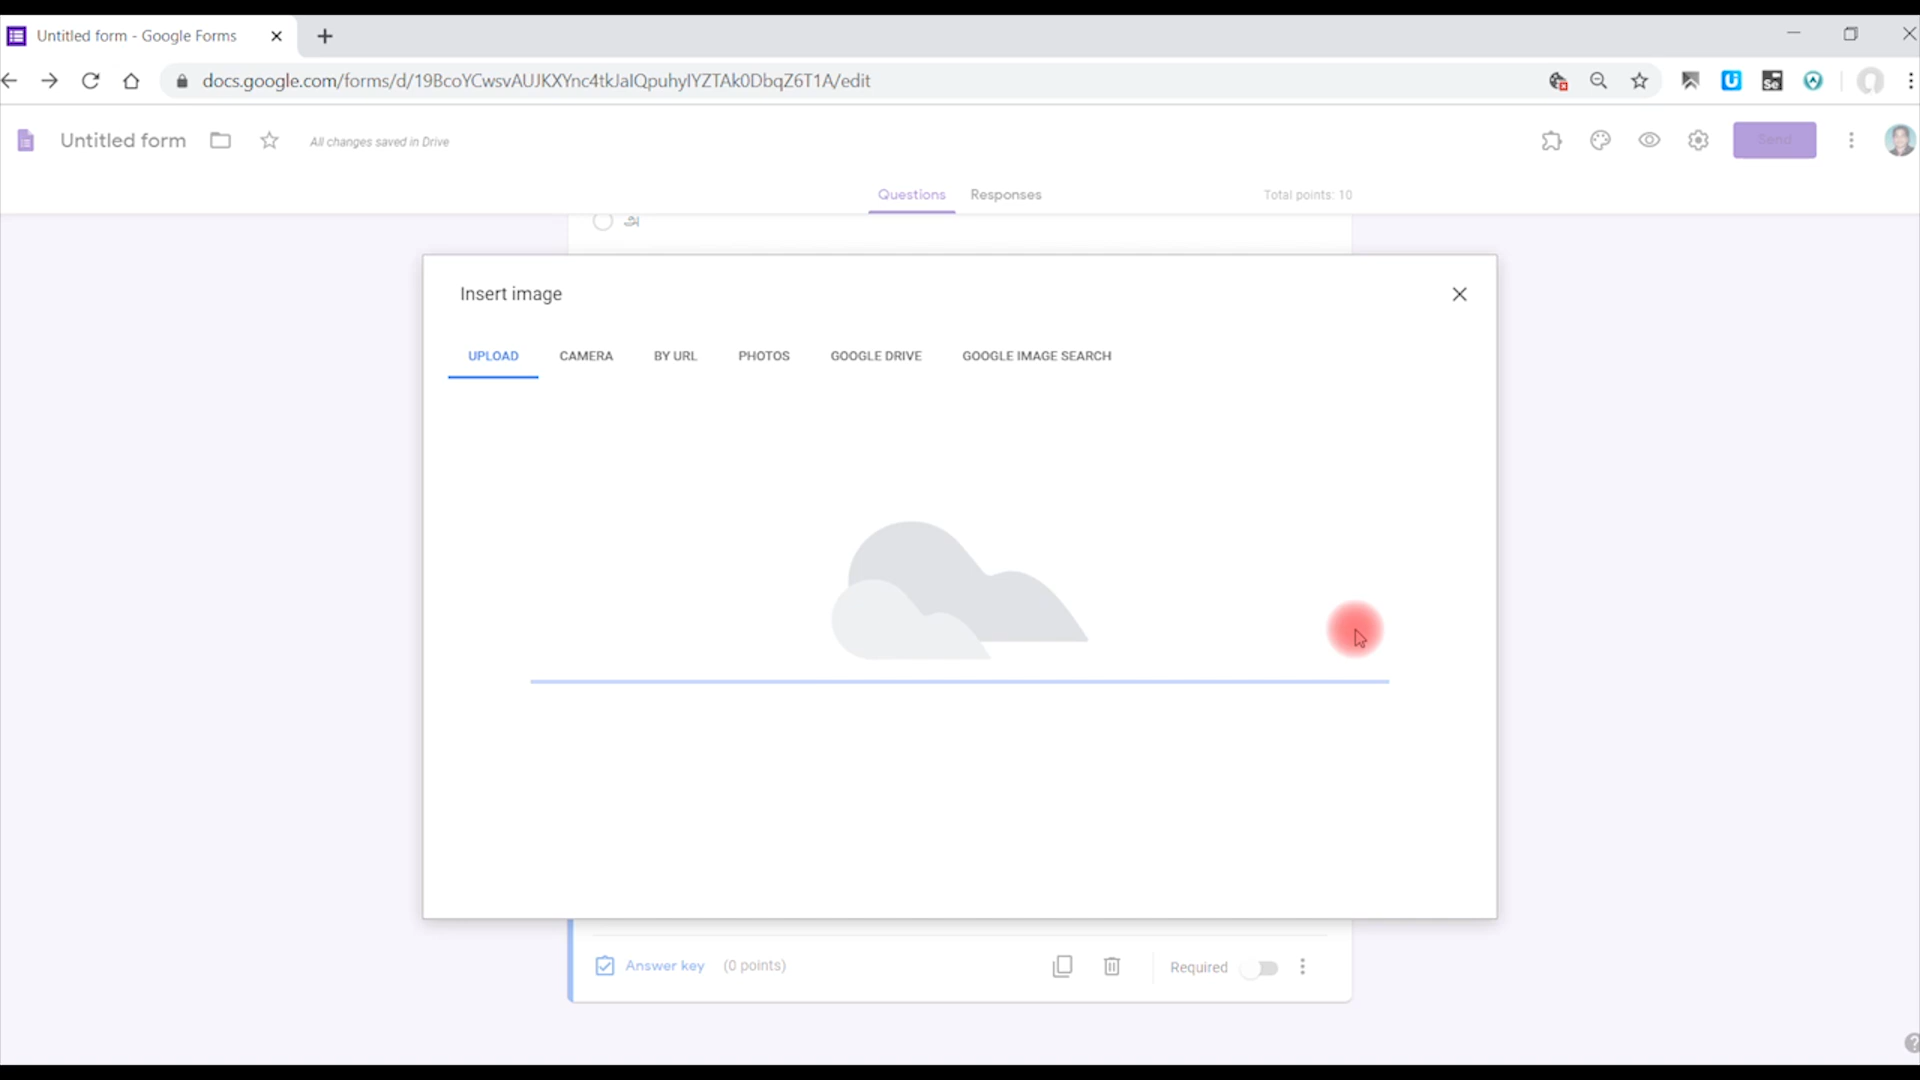 Untitled form - Google Forms
docs.google.com/forms/d/19BcoYCwsvAUJKXYnc4tkJaIQpuhyIYZTAk0DbqZ6T1A/edit
Untitled form
All changes saved in Drive
Send
Questions
Responses
Total points: 10
Insert image
UPLOAD
CAMERA
BY URL
PHOTOS
GOOGLE DRIVE
GOOGLE IMAGE SEARCH
Answer key
(0 points)
Required